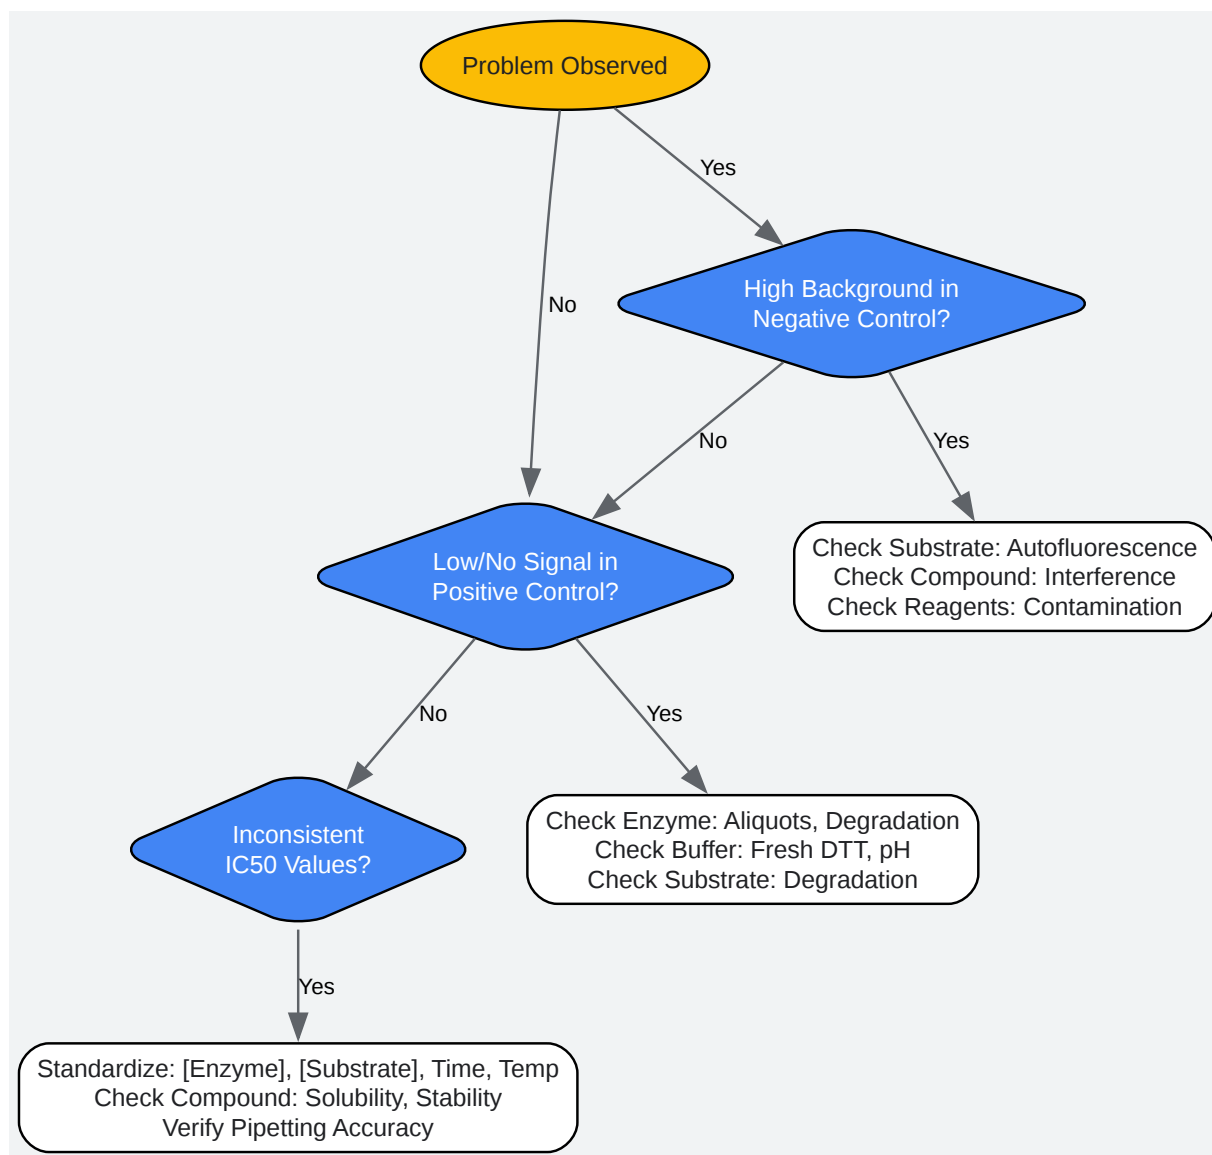 Problem Observed
Yes
No
High Background in
Negative Control?
No
Yes
Low/No Signal in
Positive Control?
Check Substrate: Autofluorescence
Check Compound: Interference
Check Reagents: Contamination
No
Yes
Inconsistent
IC50 Values?
Check Enzyme: Aliquots, Degradation
Check Buffer: Fresh DTT, pH
Check Substrate: Degradation
Yes
Standardize: [Enzyme], [Substrate], Time, Temp
Check Compound: Solubility, Stability
Verify Pipetting Accuracy